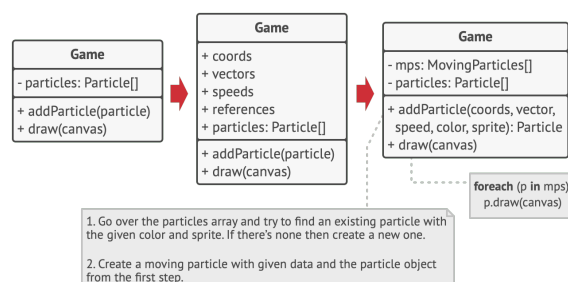 Game
- particles: Particle[]
+ addParticle(particle)
+ draw(canvas)
Game
+ coords
+ vectors
+ speeds
+ references
+ particles: Particle[]
+ addParticle(particle)
+ draw(canvas)
Game
- mps: MovingParticles[]
- particles: Particle[]
+ addParticle(coords, vector,
speed, color, sprite): Particle
+ draw(canvas)
foreach (p in mps)
p.draw(canvas)
1. Go over the particles array and try to find an existing particle with
the given color and sprite. If there's none then create a new one.
2. Create a moving particle with given data and the particle object
from the first step.